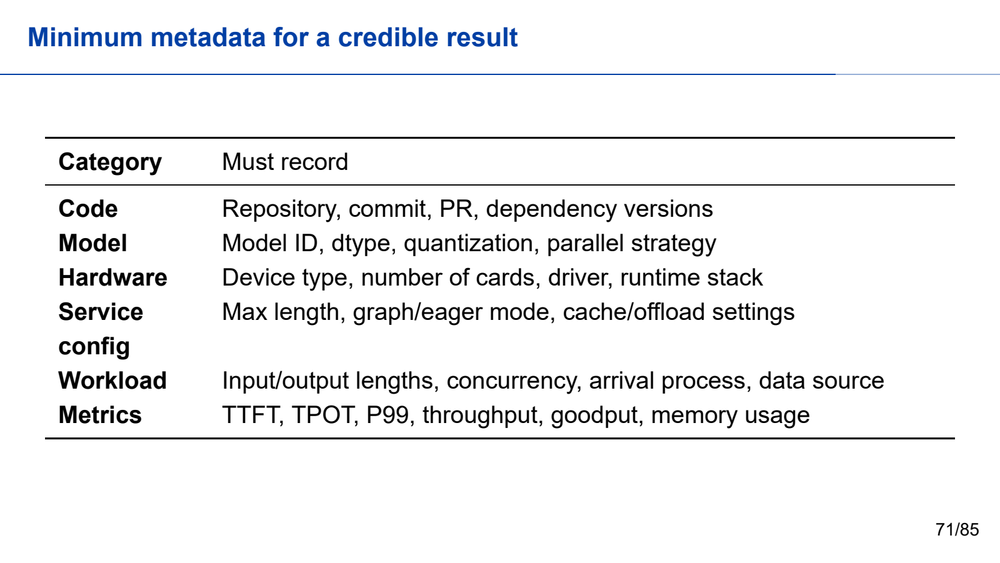 Minimum metadata for a credible result
Category Must record
Code Repository, commit, PR, dependency versions
Model Model ID, dtype, quantization, parallel strategy
Hardware Device type, number of cards, driver, runtime stack
Service Max length, graph/eager mode, cache/offload settings
config
Workload Input/output lengths, concurrency, arrival process, data source
Metrics TTFT, TPOT, P99, throughput, goodput, memory usage
71/85